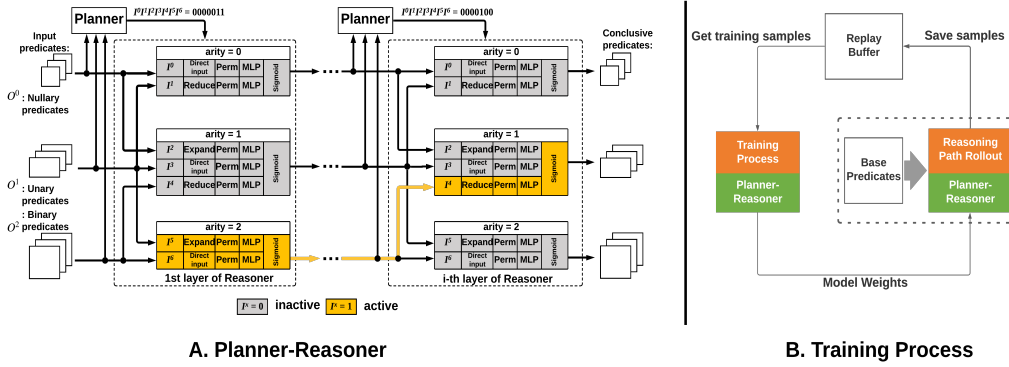 Planner
I⁰I¹I²I³I⁴I⁵I⁶ = 0000011
Planner
I⁰I¹I²I³I⁴I⁵I⁶ = 0000100
Input
predicates:
O⁰ : Nullary
predicates
O¹ : Unary
predicates
O² : Binary
predicates
arity = 0
I⁰ Direct input Perm MLP
I¹ Reduce Perm MLP
Sigmoid
arity = 1
I² Expand Perm MLP
I³ Direct input Perm MLP
I⁴ Reduce Perm MLP
Sigmoid
arity = 2
I⁵ Expand Perm MLP
I⁶ Direct input Perm MLP
Sigmoid
1st layer of Reasoner
...
...
...
arity = 0
I⁰ Direct input Perm MLP
I¹ Reduce Perm MLP
Sigmoid
arity = 1
I² Expand Perm MLP
I³ Direct input Perm MLP
I⁴ Reduce Perm MLP
Sigmoid
arity = 2
I⁵ Expand Perm MLP
I⁶ Direct input Perm MLP
Sigmoid
i-th layer of Reasoner
Conclusive
predicates:
Iˣ = 0 inactive Iˣ = 1 active
A. Planner-Reasoner
Get training samples
Replay
Buffer
Save samples
Training
Process
Planner-
Reasoner
Base
Predicates
Reasoning
Path Rollout
Planner-
Reasoner
Model Weights
B. Training Process